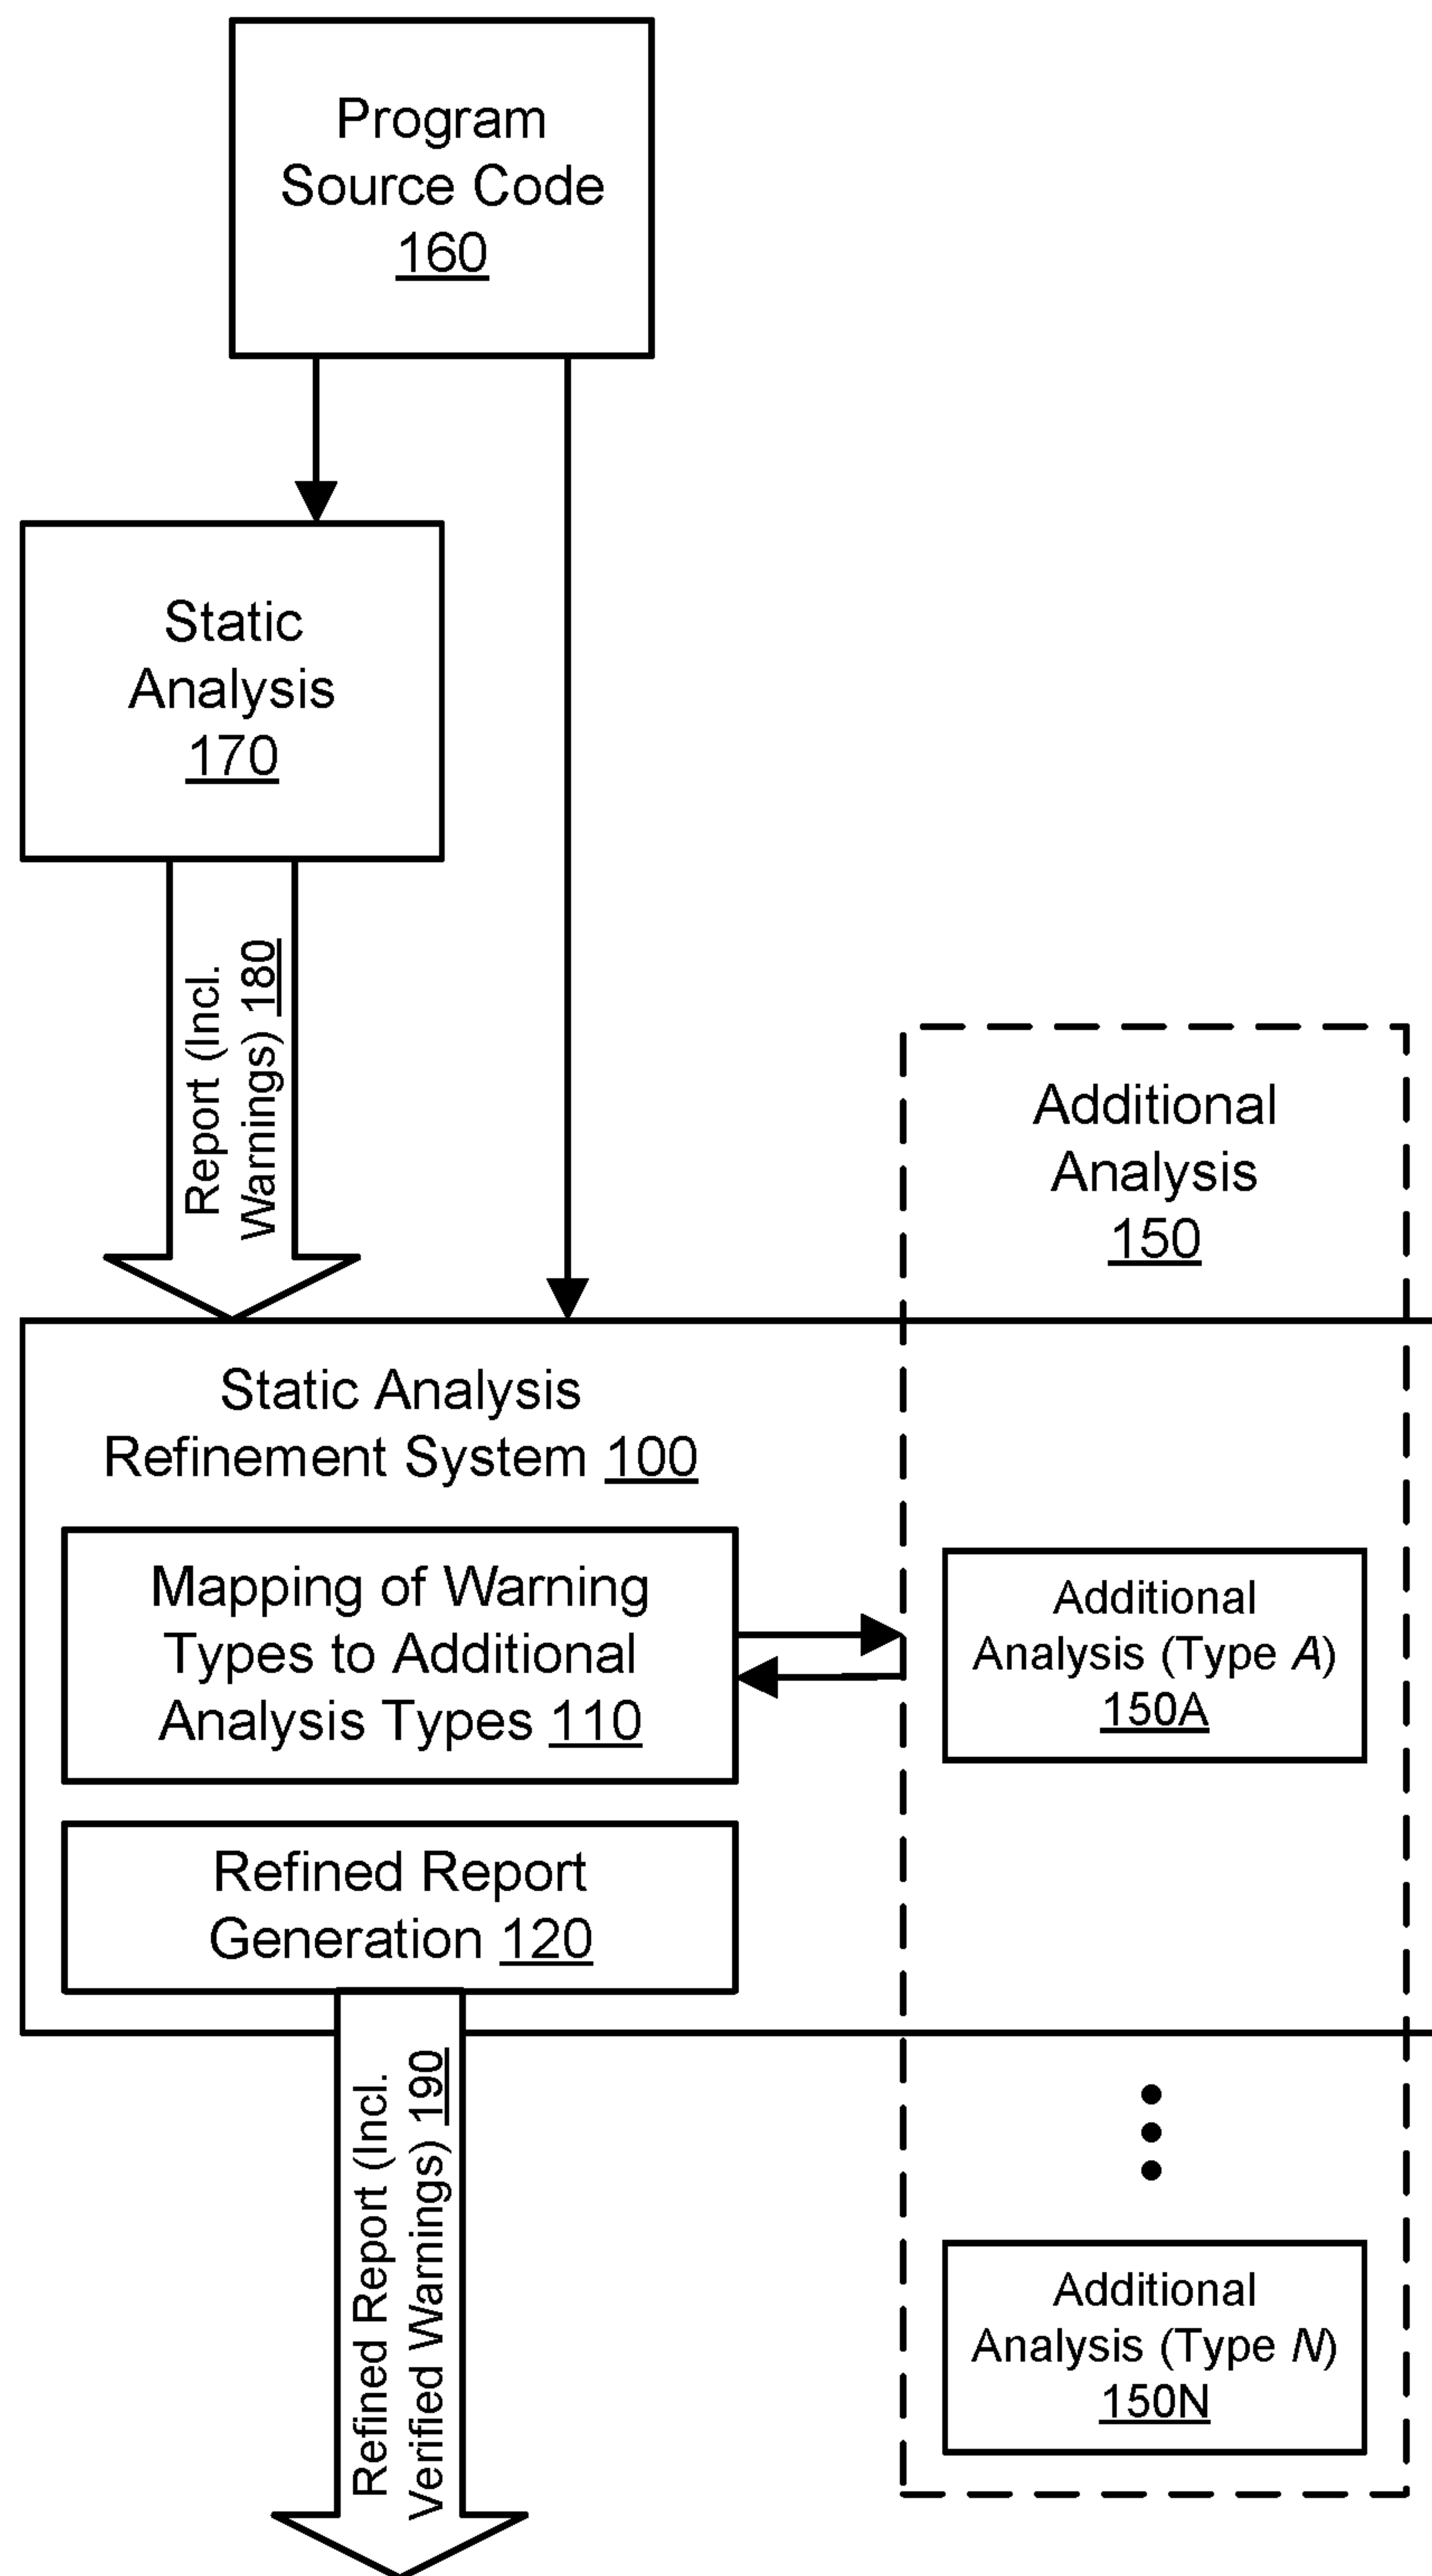 Program
Source Code
160
Static
Analysis
170
Report (Incl.
Warnings) 180
Additional
Analysis
150
Static Analysis
Refinement System 100
Mapping of Warning
Types to Additional
Analysis Types 110
Additional
Analysis (Type A)
150A
Refined Report
Generation 120
Refined Report (Incl.
Verified Warnings) 190
Additional
Analysis (Type N)
150N